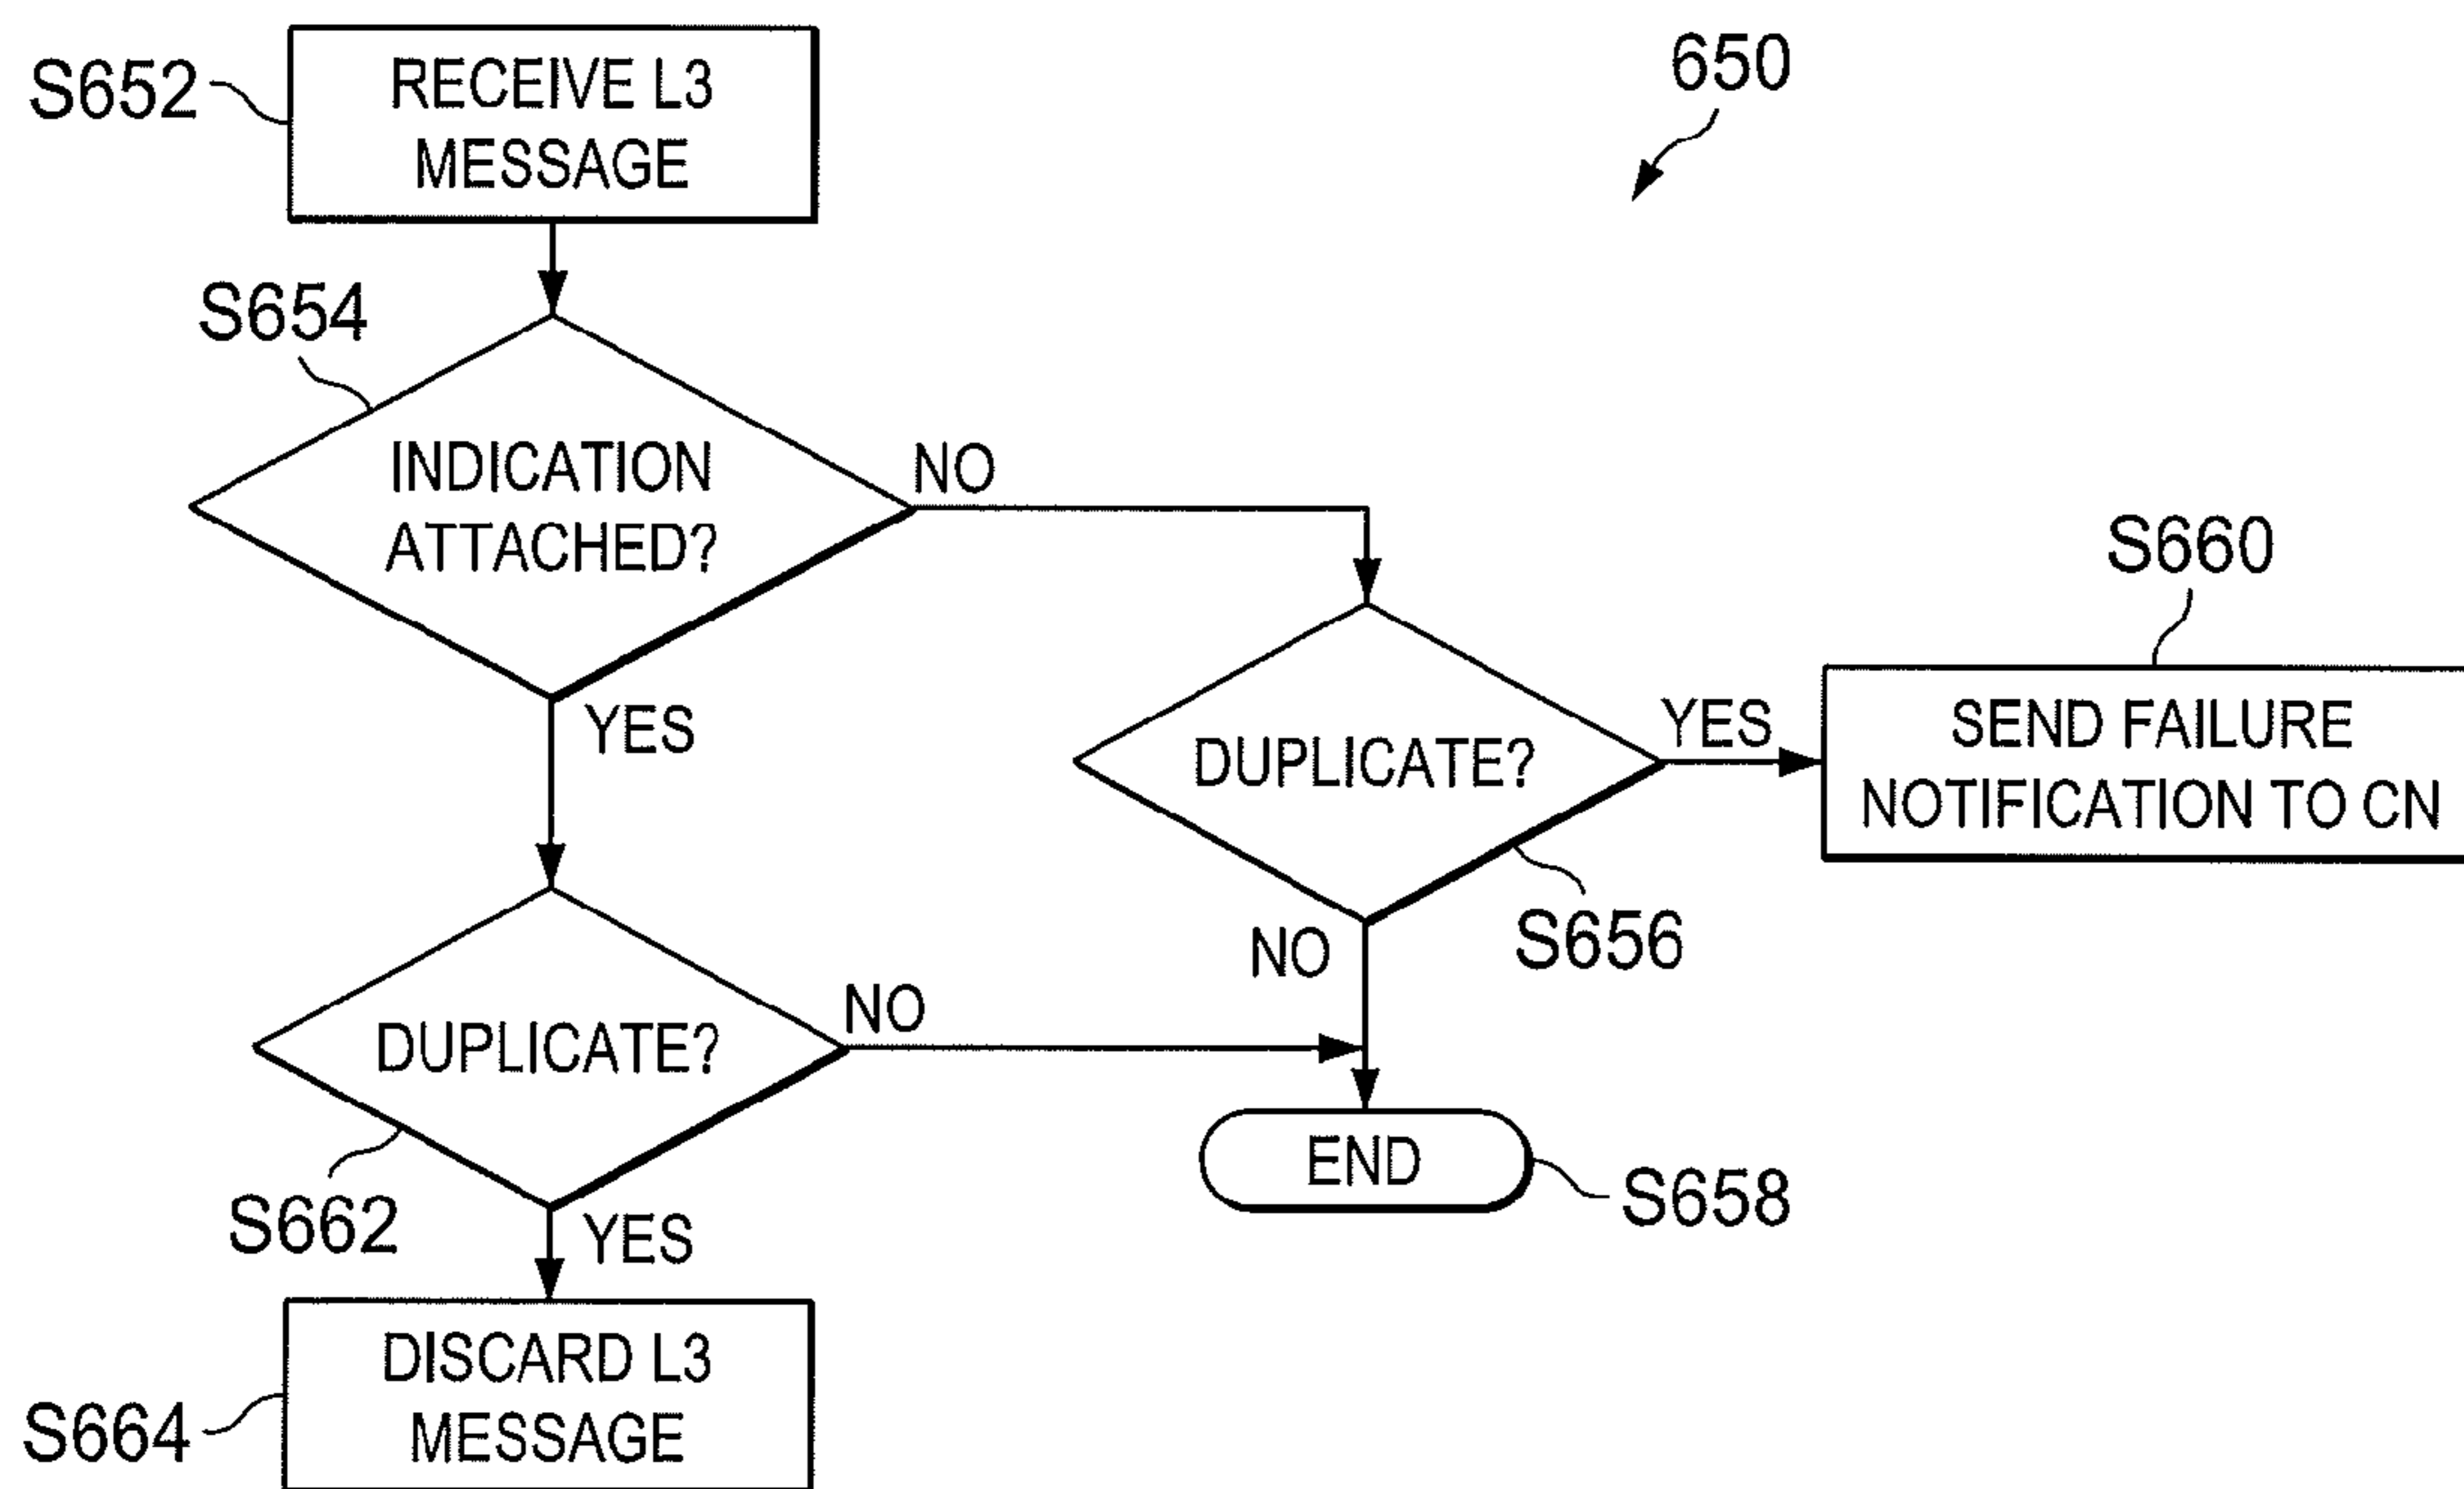 S652
RECEIVE L3
MESSAGE
650
S654
INDICATION
ATTACHED?
NO
YES
S660
SEND FAILURE
NOTIFICATION TO CN
DUPLICATE?
YES
NO
S656
DUPLICATE?
NO
S662
YES
END
S658
DISCARD L3
MESSAGE
S664